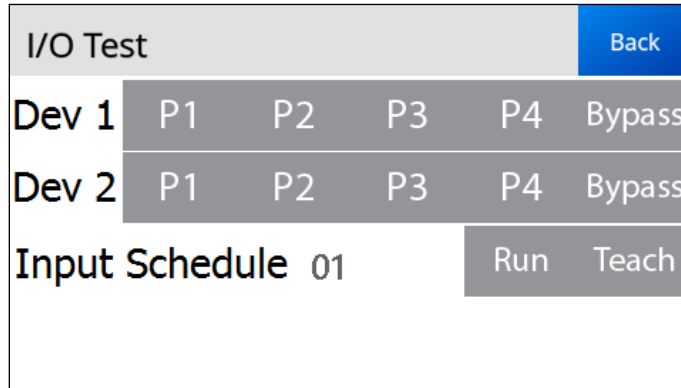 I/O Test Back
Dev 1 P1 P2 P3 P4 Bypass
Dev 2 P1 P2 P3 P4 Bypass
Input Schedule 01 Run Teach